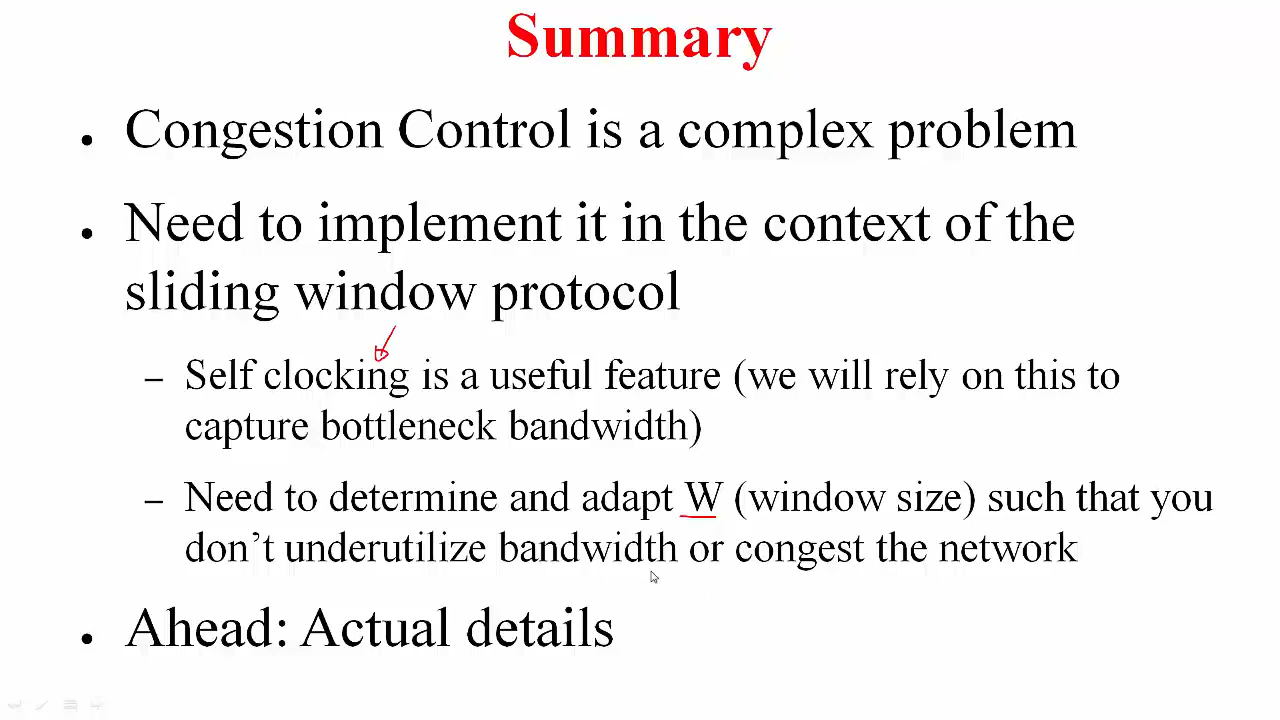 Summary
• Congestion Control is a complex problem
• Need to implement it in the context of the
sliding window protocol
– Self clocking is a useful feature (we will rely on this to
capture bottleneck bandwidth)
– Need to determine and adapt W (window size) such that you
don’t underutilize bandwidth or congest the network
• Ahead: Actual details